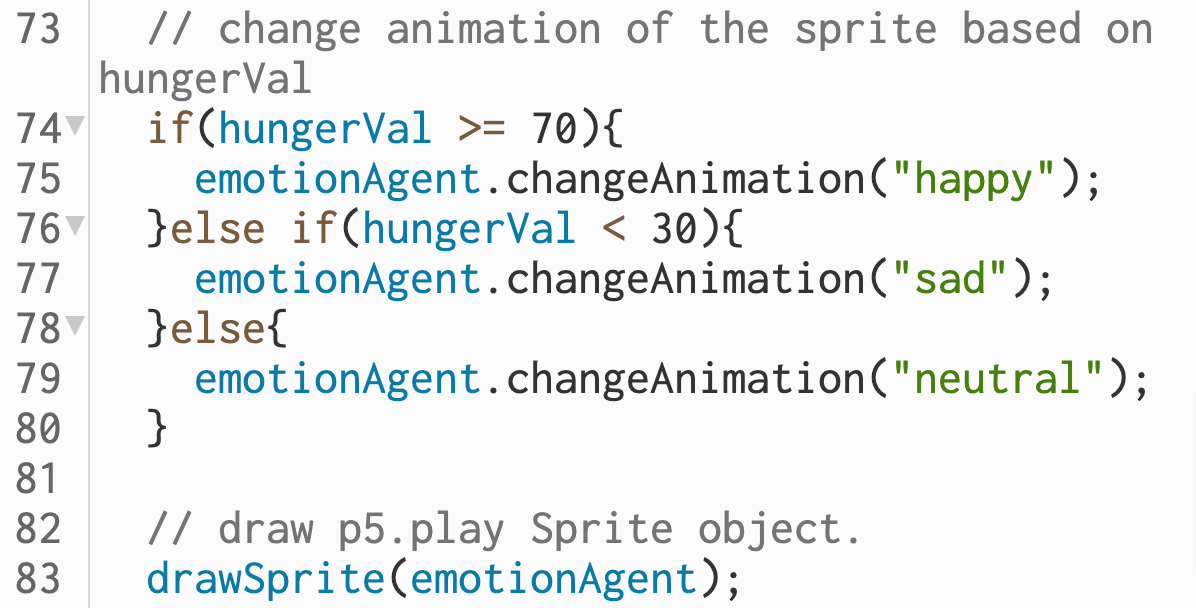 73 // change animation of the sprite based on
hungerVal
74 if(hungerVal >= 70){
75 emotionAgent.changeAnimation("happy");
76 }else if(hungerVal < 30){
77 emotionAgent.changeAnimation("sad");
78 }else{
79 emotionAgent.changeAnimation("neutral");
80 }
81
82 // draw p5.play Sprite object.
83 drawSprite(emotionAgent);